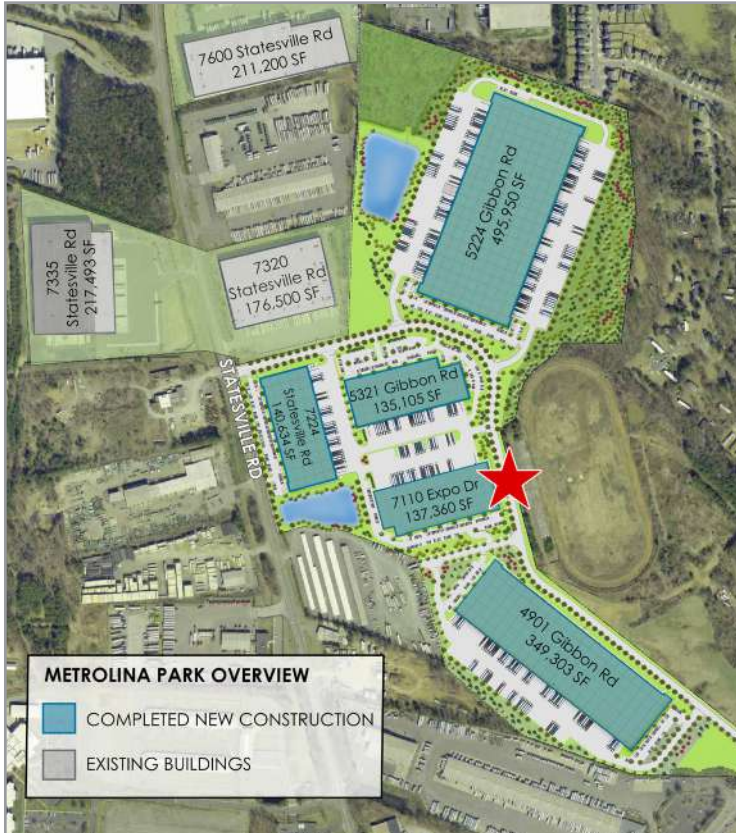 7600 Statesville Rd
211,200 SF
5224 Gibbon Rd
495,950 SF
7335
Statesville Rd
217,493 SF
7320
Statesville Rd
176,500 SF
STATESVILLE RD
7224
Statesville Rd
140,634 SF
5321 Gibbon Rd
135,105 SF
7110 Expo Dr
137,360 SF
4901 Gibbon Rd
349,303 SF
METROLINA PARK OVERVIEW
COMPLETED NEW CONSTRUCTION
EXISTING BUILDINGS